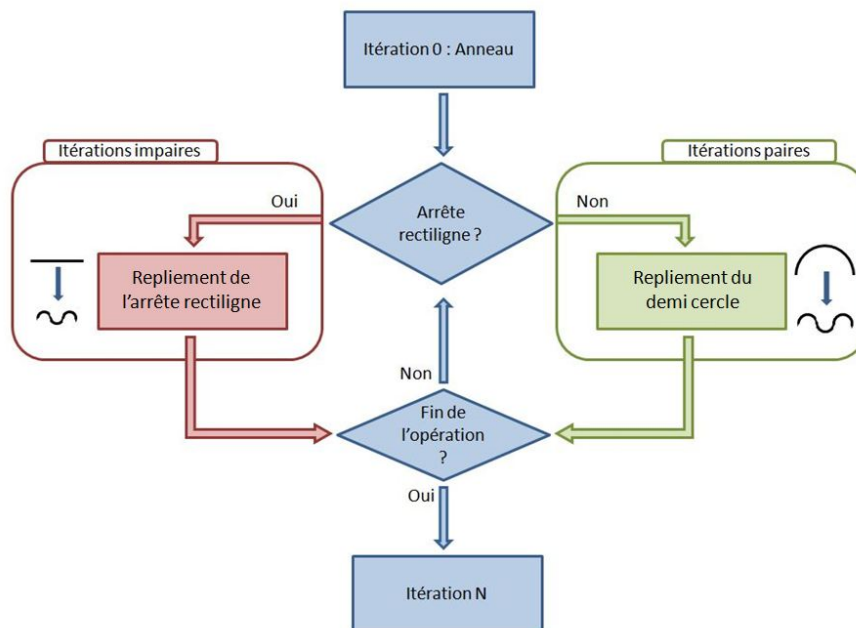 Itération 0 : Anneau
Itérations impaires
Itérations paires
Oui
Non
Arrête
rectiligne ?
Repliement de
l'arrête rectiligne
Repliement du
demi cercle
Non
Fin de
l'opération
?
Oui
Itération N